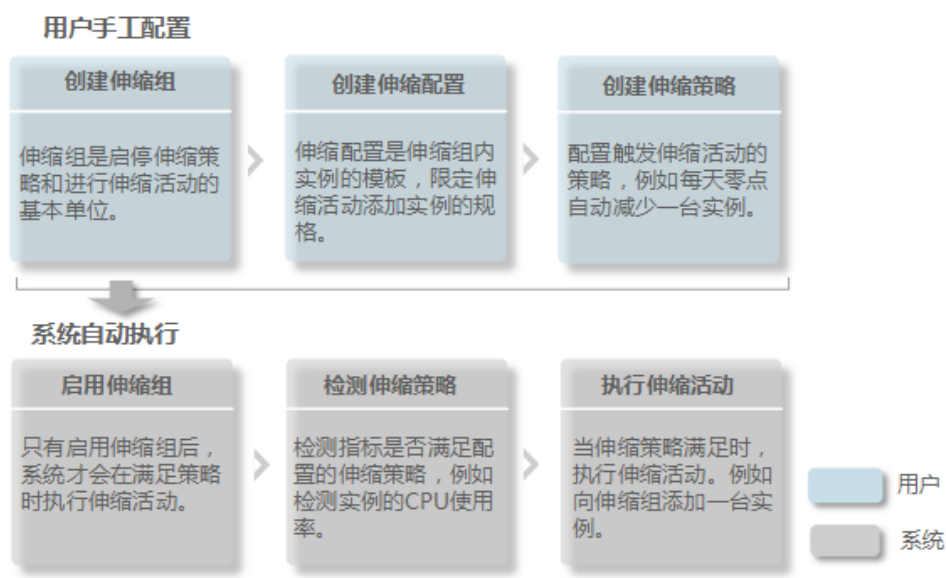 用户手工配置
创建伸缩组
伸缩组是启停伸缩策
略和进行伸缩活动的
基本单位。
创建伸缩配置
伸缩配置是伸缩组内
实例的模板，限定伸
缩活动添加实例的规
格。
创建伸缩策略
配置触发伸缩活动的
策略，例如每天零点
自动减少一台实例。
系统自动执行
启用伸缩组
只有启用伸缩组后，
系统才会在满足策略
时执行伸缩活动。
检测伸缩策略
检测指标是否满足配
置的伸缩策略，例如
检测实例的CPU使用
率。
执行伸缩活动
当伸缩策略满足时，
执行伸缩活动。例如
向伸缩组添加一台实
例。
用户
系统